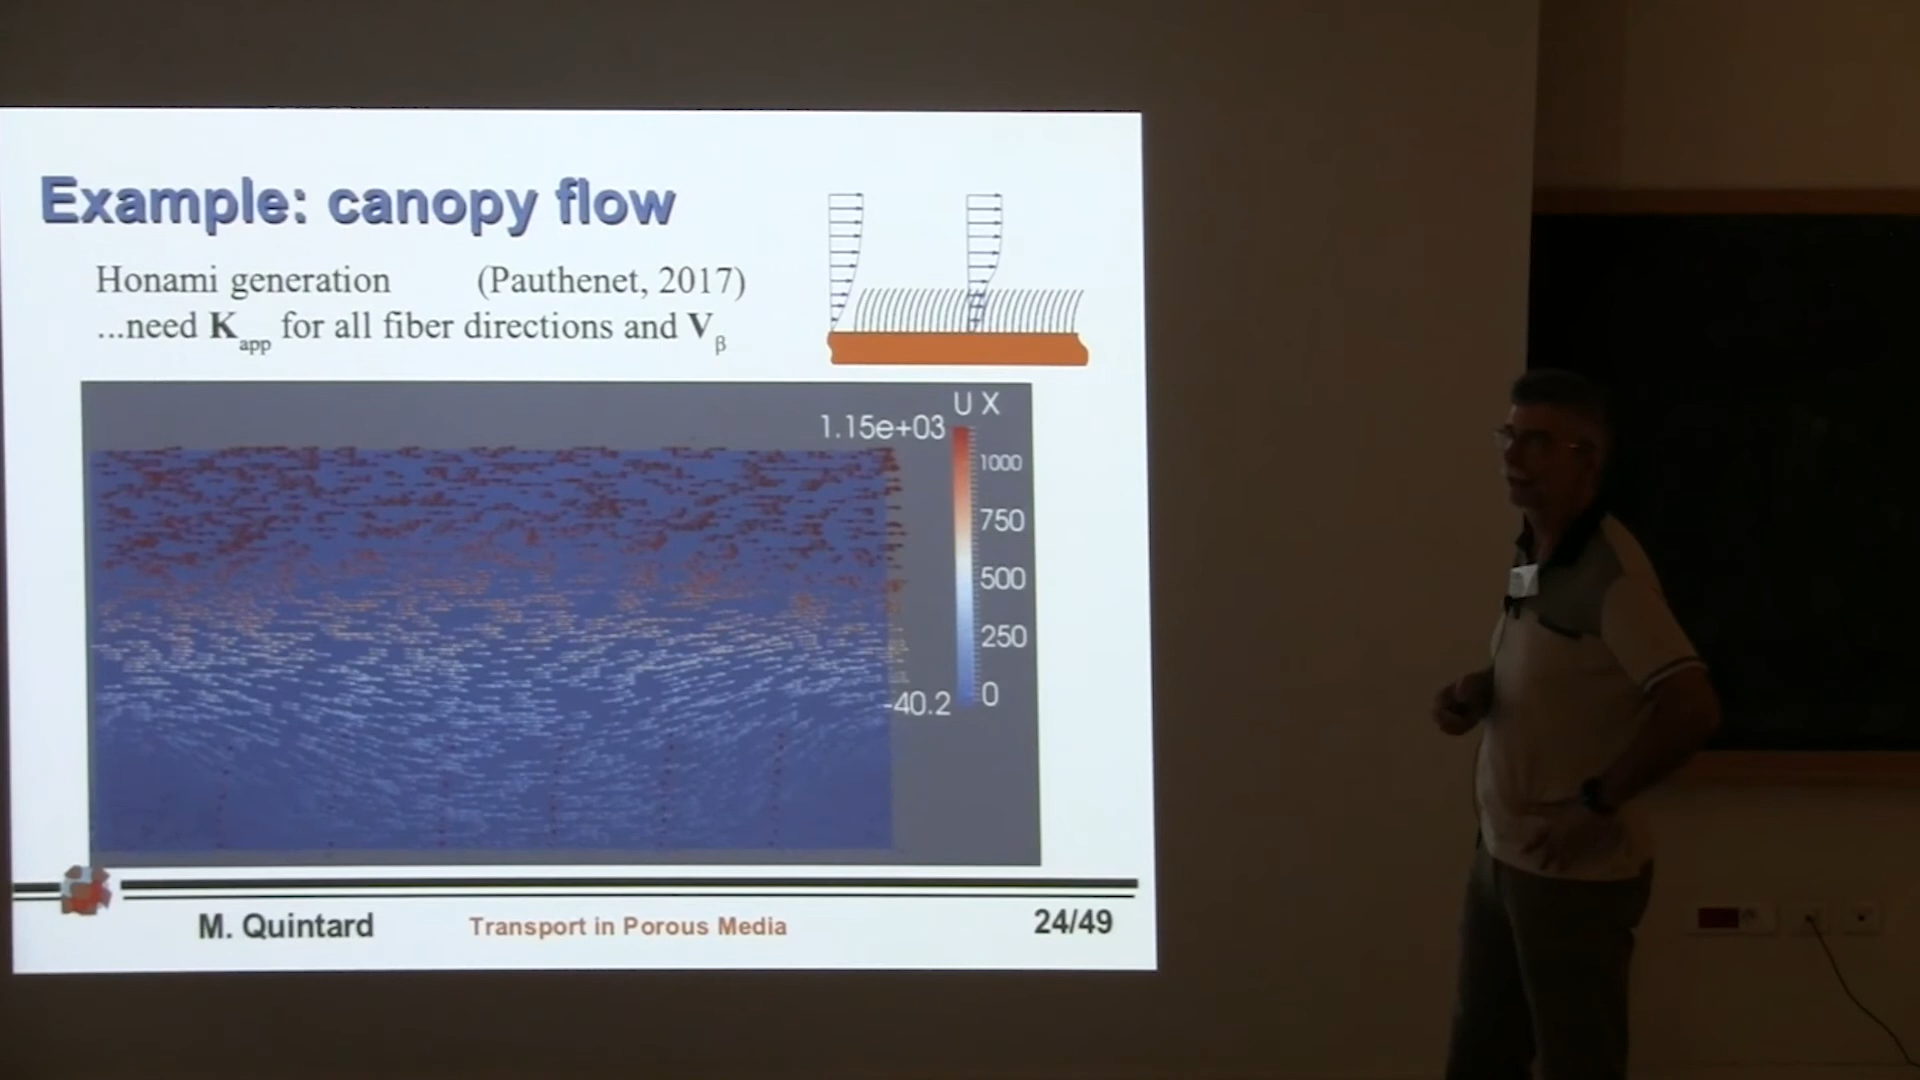 Example: canopy flow
Honami generation (Pauthenet, 2017)
...need Kapp for all fiber directions and Vβ
U X
1.15e+03
1000
750
500
250
0
-40.2
M. Quintard Transport in Porous Media 24/49